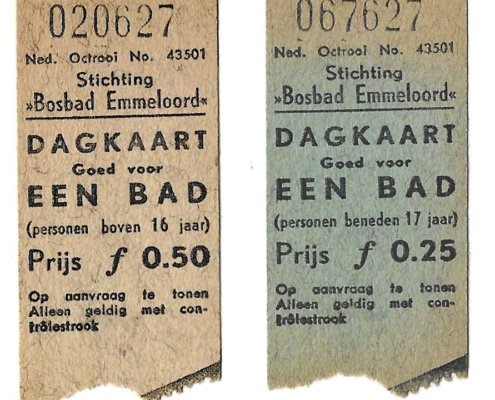 020627
Ned. Octrooi No. 43501
Stichting
»Bosbad Emmeloord«
DAGKAART
Goed voor
EEN BAD
(personen boven 16 jaar)
Prijs f 0.50
Op aanvraag te tonen
Alleen geldig met con-
trôlestrook
067627
Ned. Octrooi No. 43501
Stichting
»Bosbad Emmeloord«
DAGKAART
Goed voor
EEN BAD
(personen beneden 17 jaar)
Prijs f 0.25
Op aanvraag te tonen
Alleen geldig met con-
trôlestrook